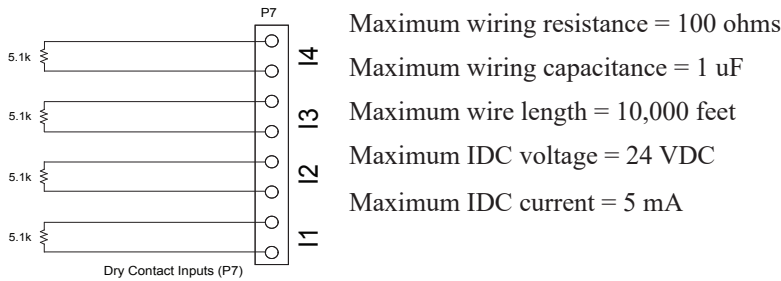 P7
5.1k
I4
5.1k
I3
5.1k
I2
5.1k
I1
Dry Contact Inputs (P7)
Maximum wiring resistance = 100 ohms
Maximum wiring capacitance = 1 uF
Maximum wire length = 10,000 feet
Maximum IDC voltage = 24 VDC
Maximum IDC current = 5 mA